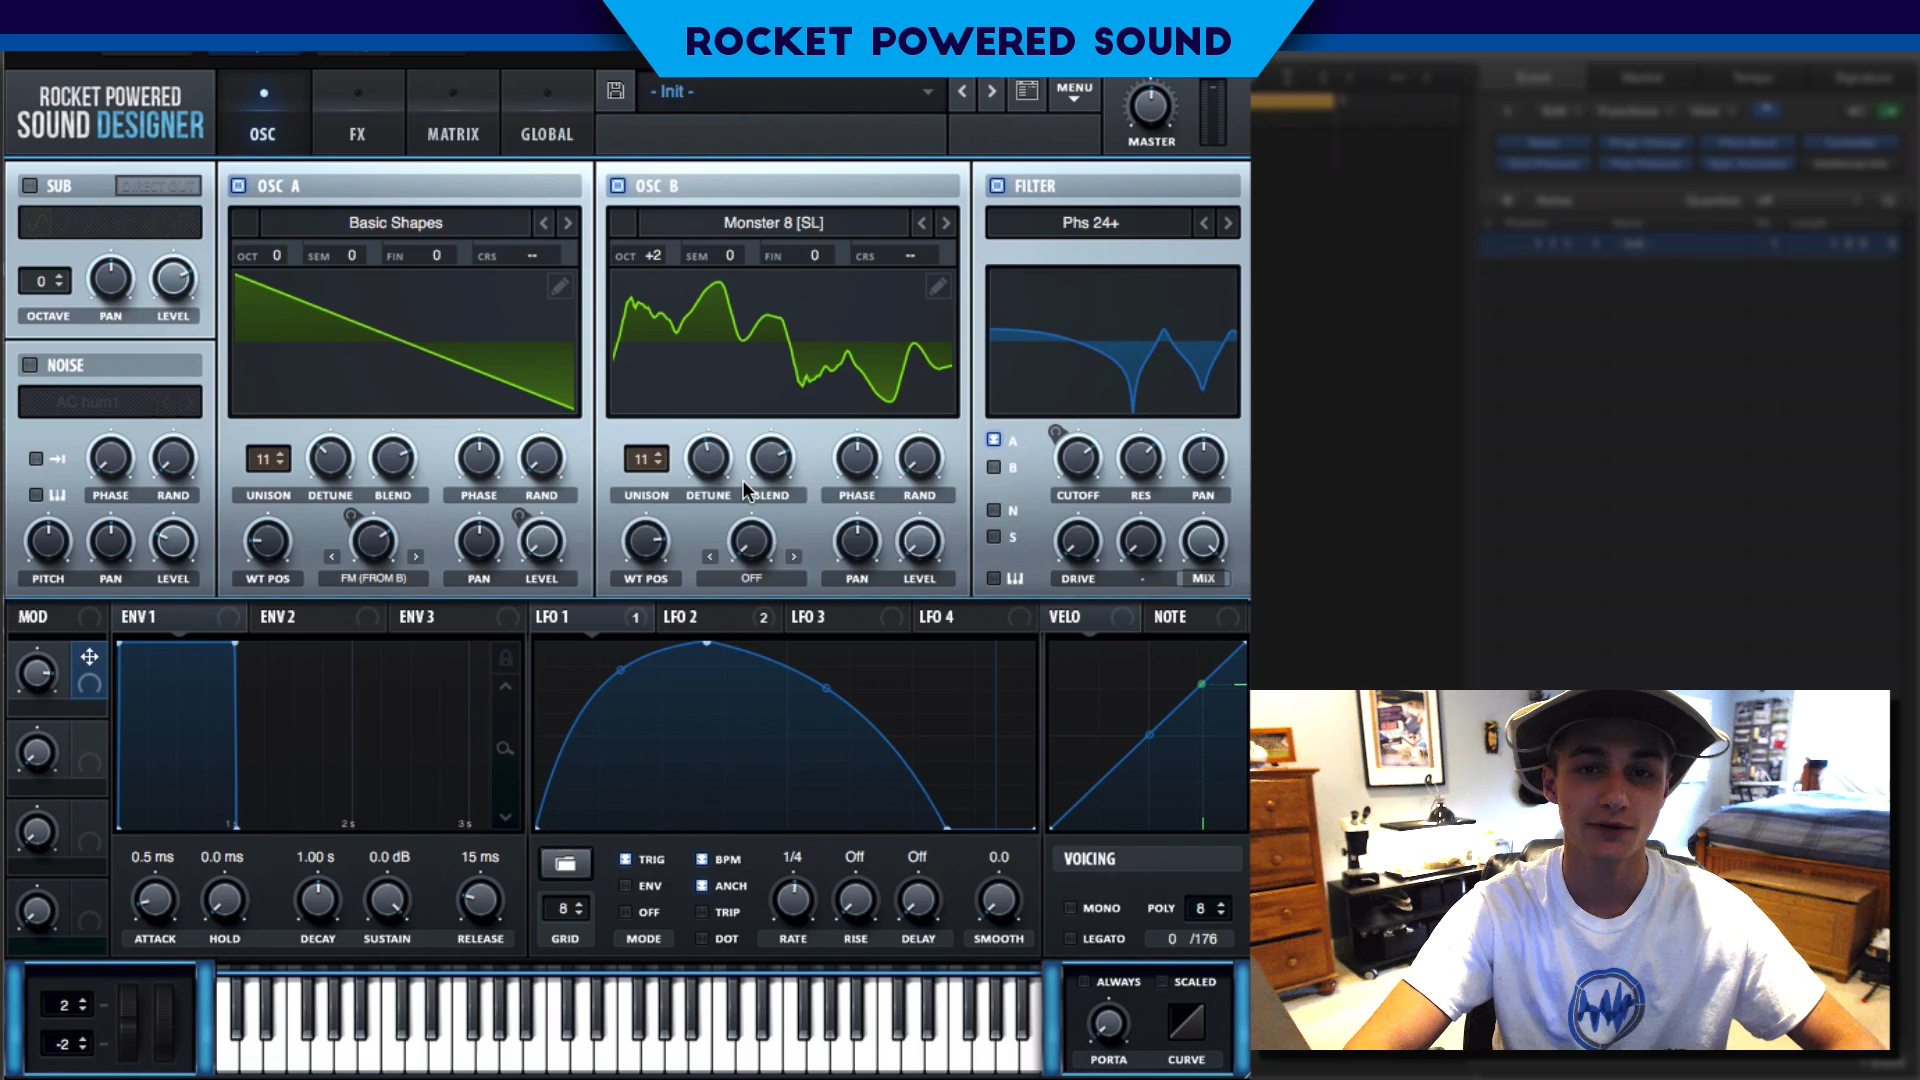 ROCKET POWERED SOUND
ROCKET POWERED
SOUND DESIGNER
OSC
FX
MATRIX
GLOBAL
- Init -
MENU
MASTER
SUB
DIRECT OUT
OSC A
OSC B
FILTER
Basic Shapes
Monster 8 [SL]
Phs 24+
OCT 0 SEM 0 FIN 0 CRS --
OCT +2 SEM 0 FIN 0 CRS --
0
OCTAVE PAN LEVEL
NOISE
AC hum1
11
11
A
B
N
S
PHASE RAND
UNISON DETUNE BLEND PHASE RAND
UNISON DETUNE BLEND PHASE RAND
CUTOFF RES PAN
PITCH PAN LEVEL
WT POS FM (FROM B) PAN LEVEL
WT POS OFF PAN LEVEL
DRIVE - MIX
MOD
ENV 1
ENV 2
ENV 3
LFO 1 1
LFO 2 2
LFO 3
LFO 4
VELO
NOTE
1 2 s 3 s
0.5 ms 0.0 ms 1.00 s 0.0 dB 15 ms
ATTACK HOLD DECAY SUSTAIN RELEASE
TRIG BPM
ENV ANCH
OFF TRIP
MODE DOT
8
GRID
1/4 Off Off 0.0
RATE RISE DELAY SMOOTH
VOICING
MONO POLY 8
LEGATO 0 /176
2
-2
ALWAYS SCALED
PORTA CURVE